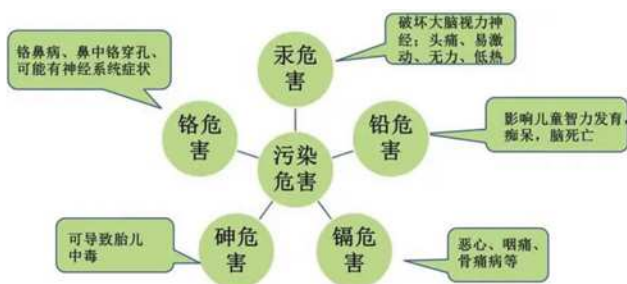 破坏大脑视力神
经：头痛、易激
动、无力、低热
汞危
害
铬鼻病、鼻中铬穿孔、
可能有神经系统症状
铬危
害
铅危
害
影响儿童智力发育，
痴呆，脑死亡
污染
危害
可导致胎儿
中毒
砷危
害
镉危
害
恶心、咽痛、
骨痛病等